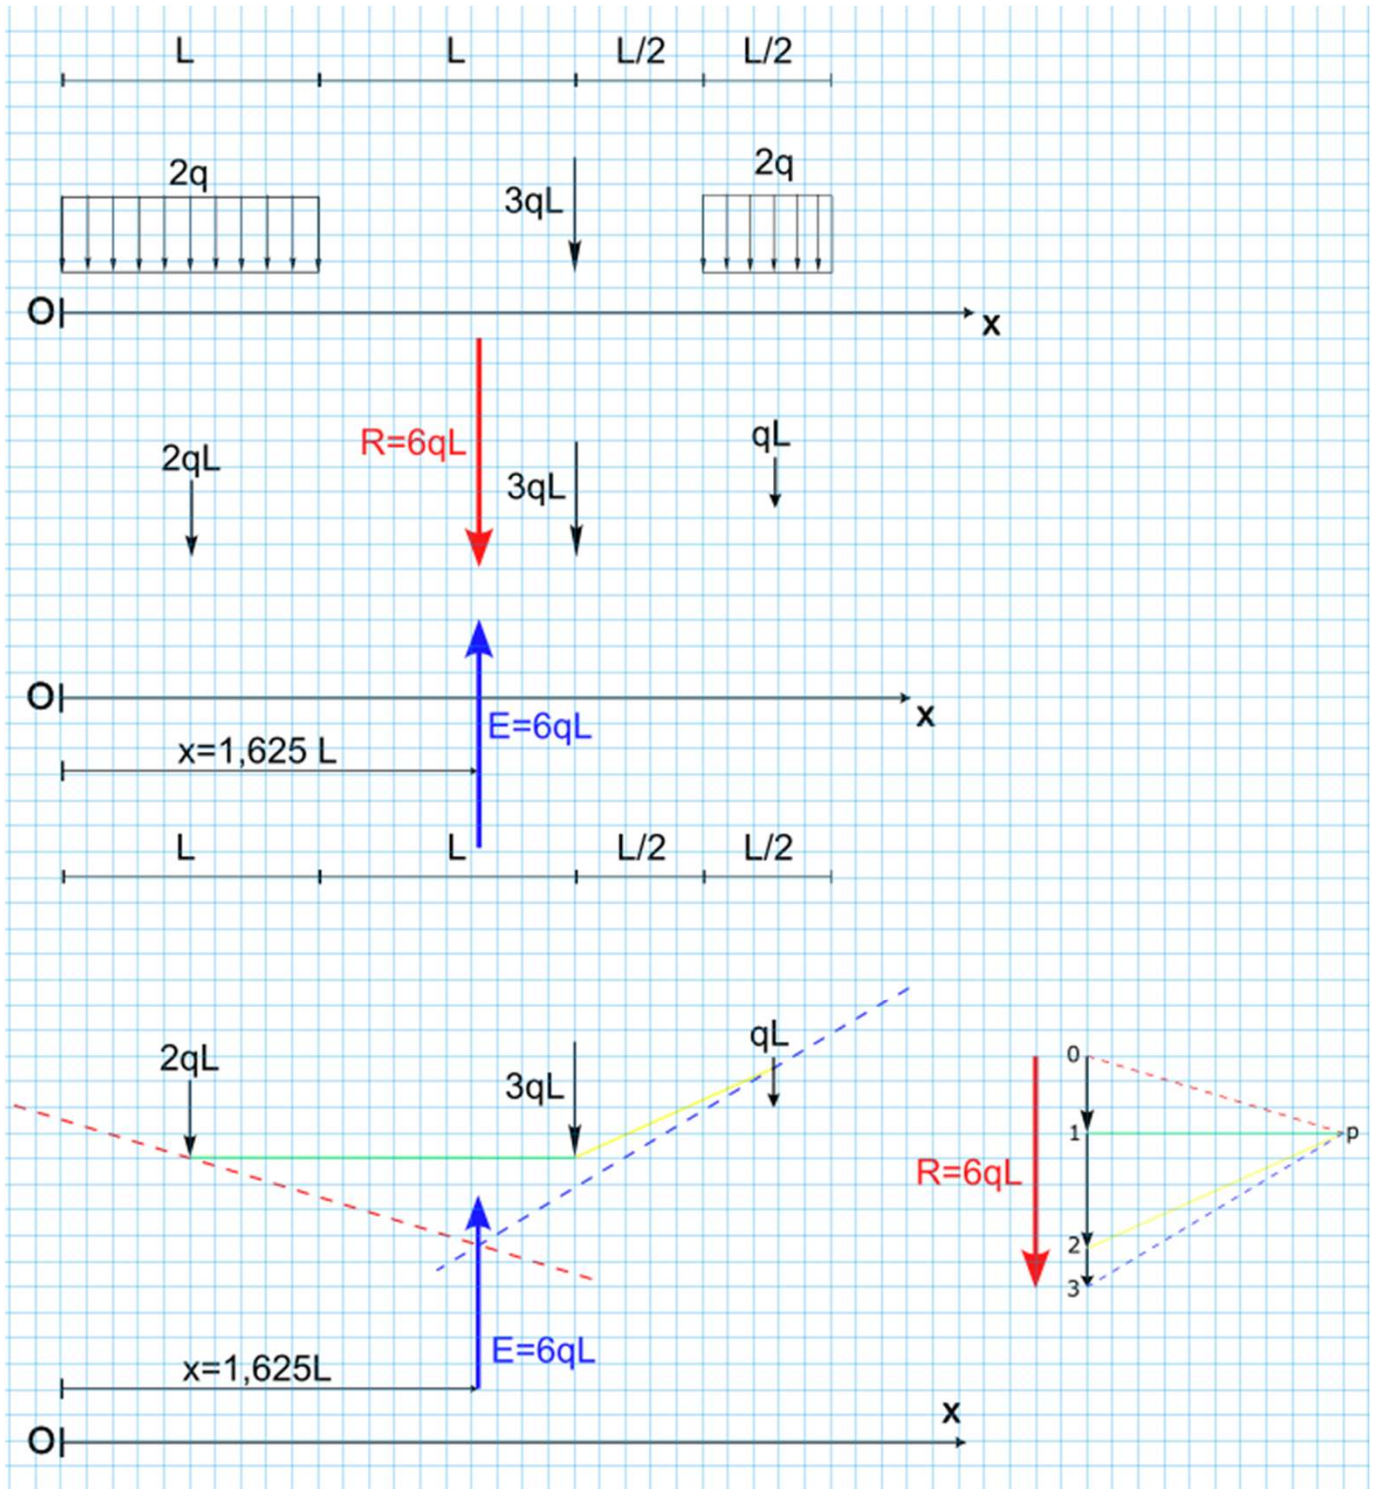 L L L/2 L/2
2q 3qL 2q
O x
2qL R=6qL 3qL qL
O x
E=6qL
x=1,625 L
L L L/2 L/2
2qL 3qL qL 0
1 p
R=6qL
2
3
E=6qL
x=1,625L
x
O